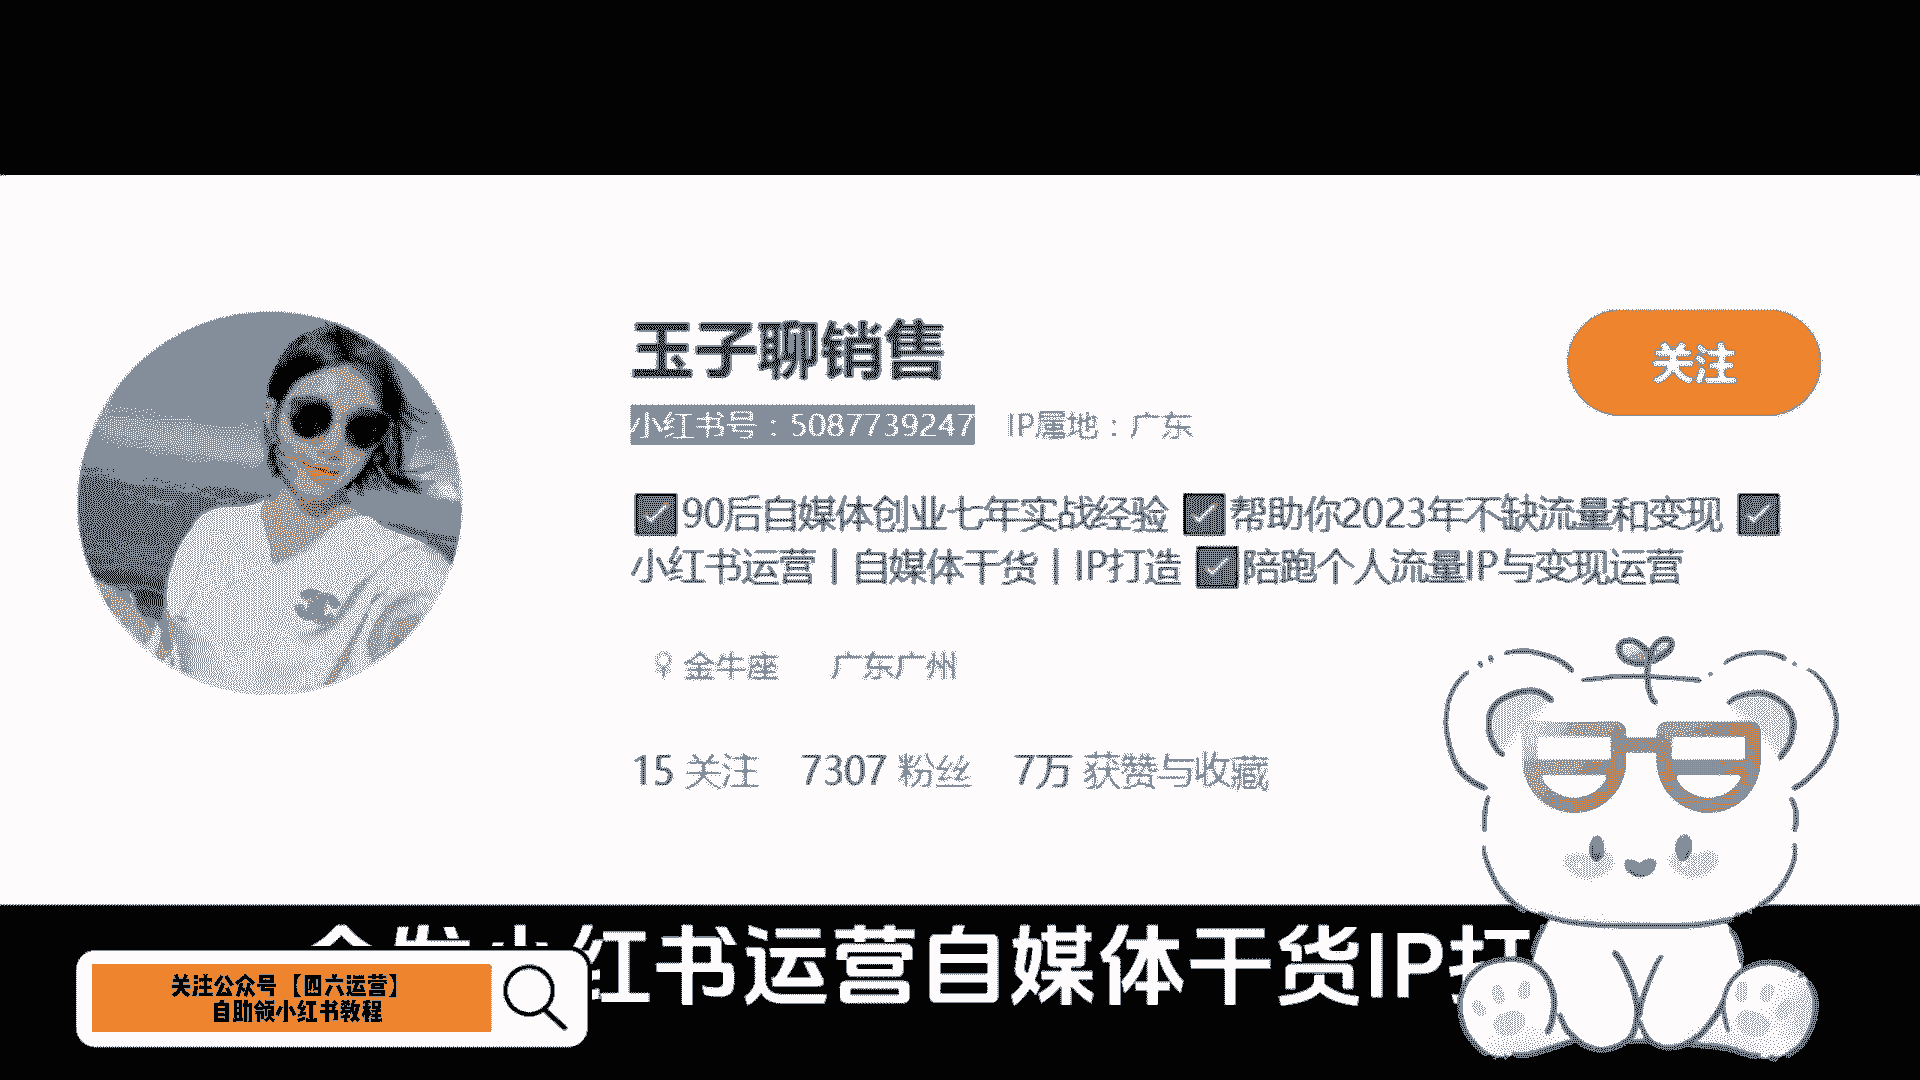 玉子聊销售
关注
小红书号：5087739247 IP属地：广东
90后自媒体创业七年实战经验 帮助你2023年不缺流量和变现
小红书运营丨自媒体干货丨IP打造 陪跑个人流量IP与变现运营
金牛座 广东广州
15 关注 7307 粉丝 7万 获赞与收藏
会发小红书运营自媒体干货IP打
关注公众号【四六运营】
自助领小红书教程